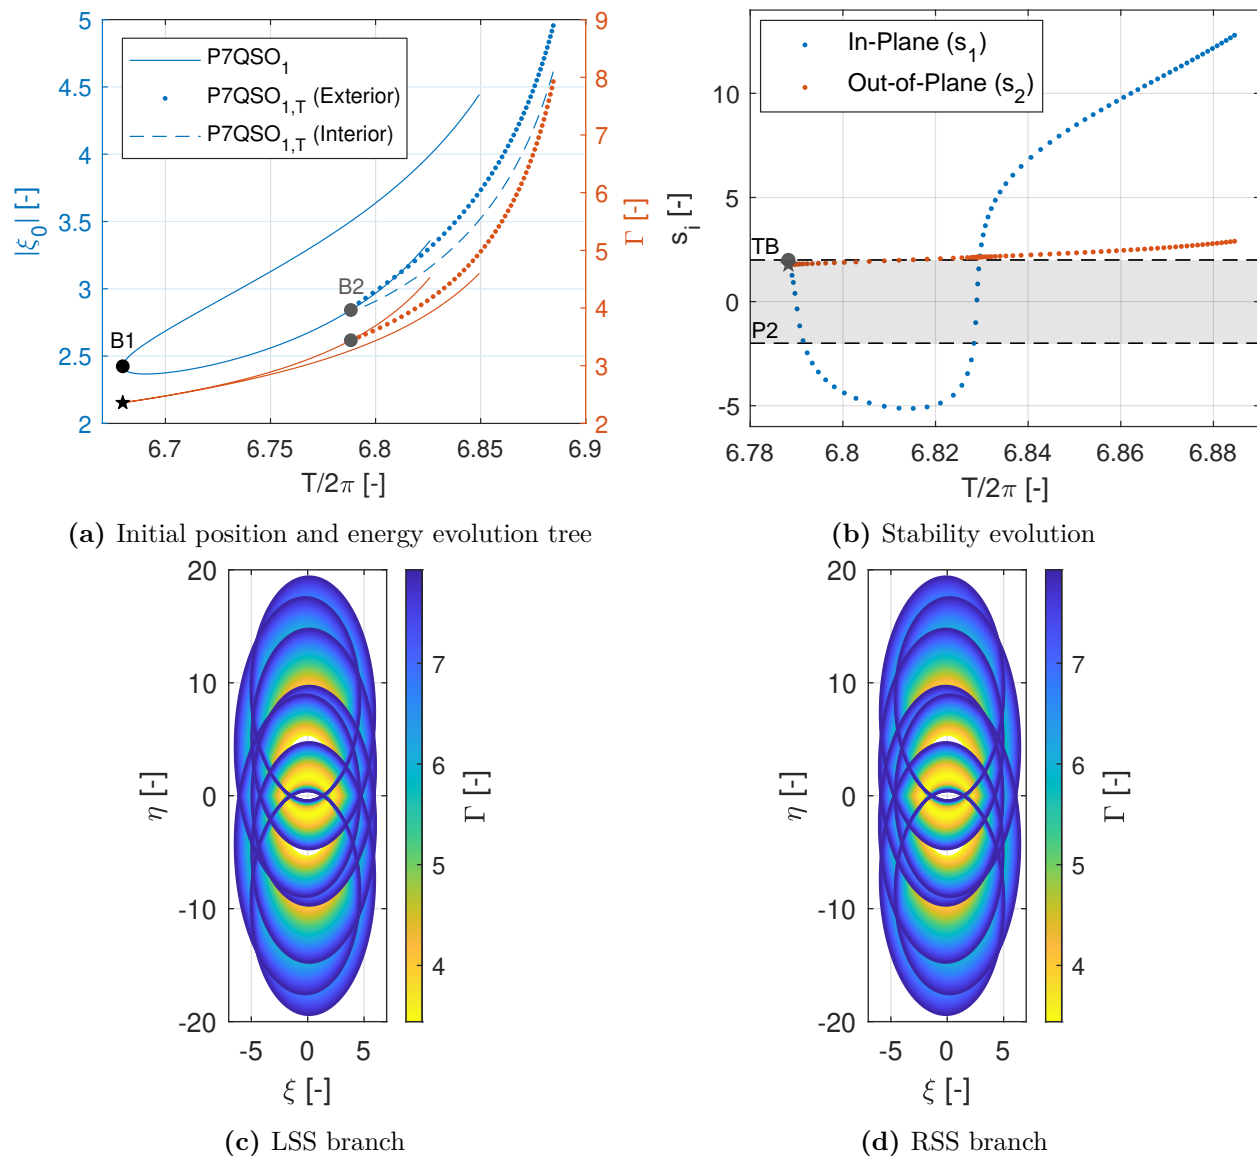 5
4.5
4
3.5
3
2.5
2
|ξ₀| [-]
P7QSO₁
P7QSO₁,T (Exterior)
P7QSO₁,T (Interior)
B1
B2
9
8
7
6
5
4
3
2
Γ [-]
6.7 6.75 6.8 6.85 6.9
T/2π [-]
(a) Initial position and energy evolution tree
10
5
0
-5
sᵢ [-]
In-Plane (s₁)
Out-of-Plane (s₂)
TB
P2
6.78 6.8 6.82 6.84 6.86 6.88
T/2π [-]
(b) Stability evolution
20
10
0
-10
-20
η [-]
-5 0 5
ξ [-]
7
6
5
4
Γ [-]
(c) LSS branch
20
10
0
-10
-20
η [-]
-5 0 5
ξ [-]
7
6
5
4
Γ [-]
(d) RSS branch